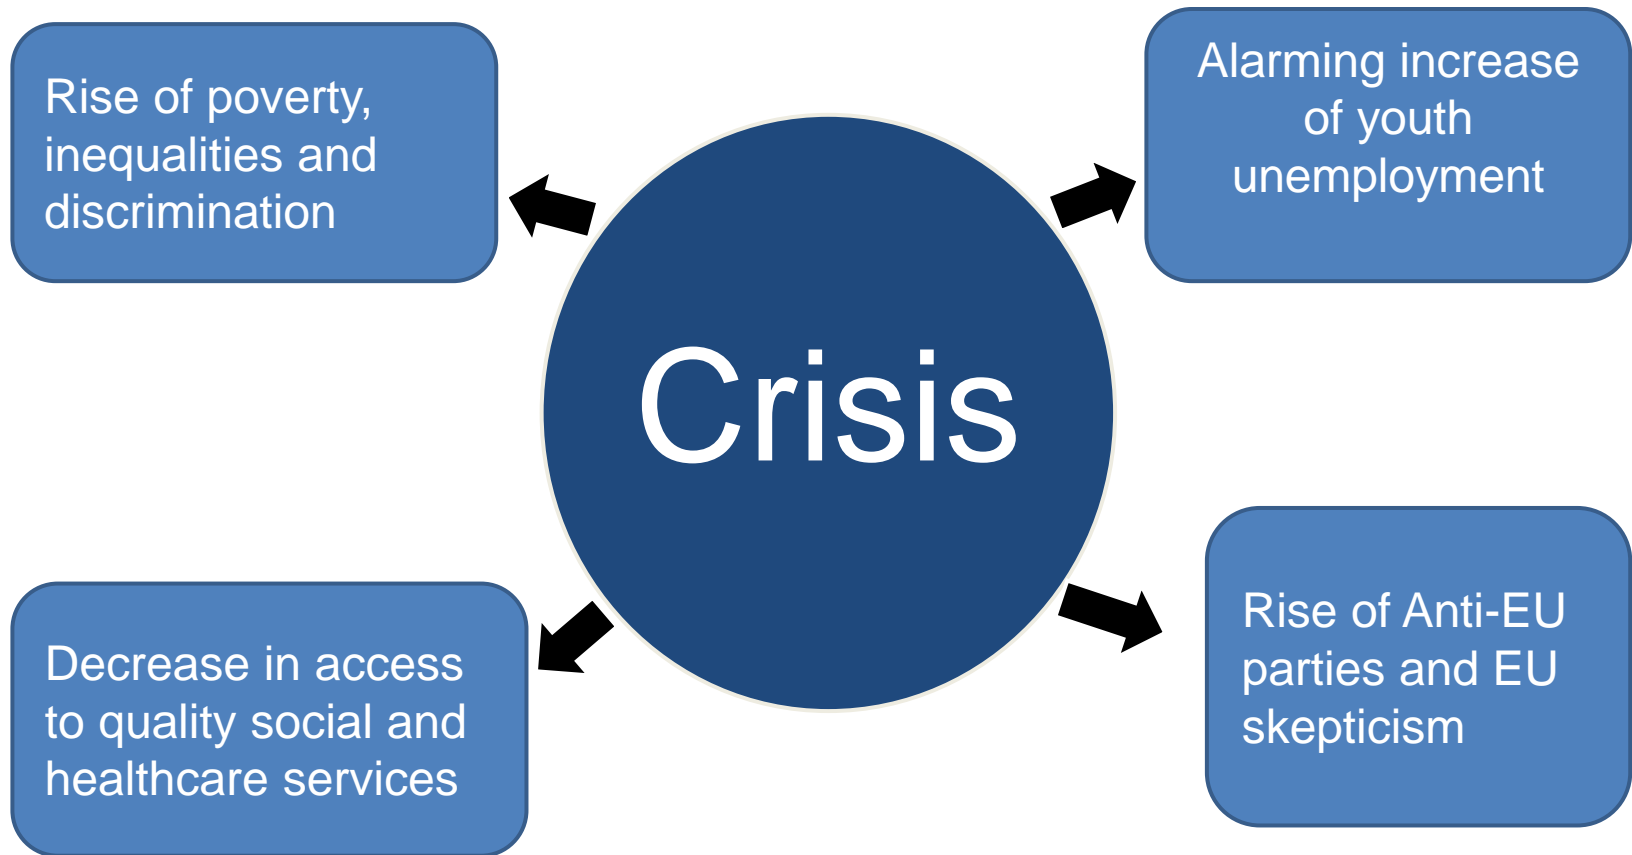 Rise of poverty,
inequalities and
discrimination
Alarming increase
of youth
unemployment
Crisis
Decrease in access
to quality social and
healthcare services
Rise of Anti-EU
parties and EU
skepticism